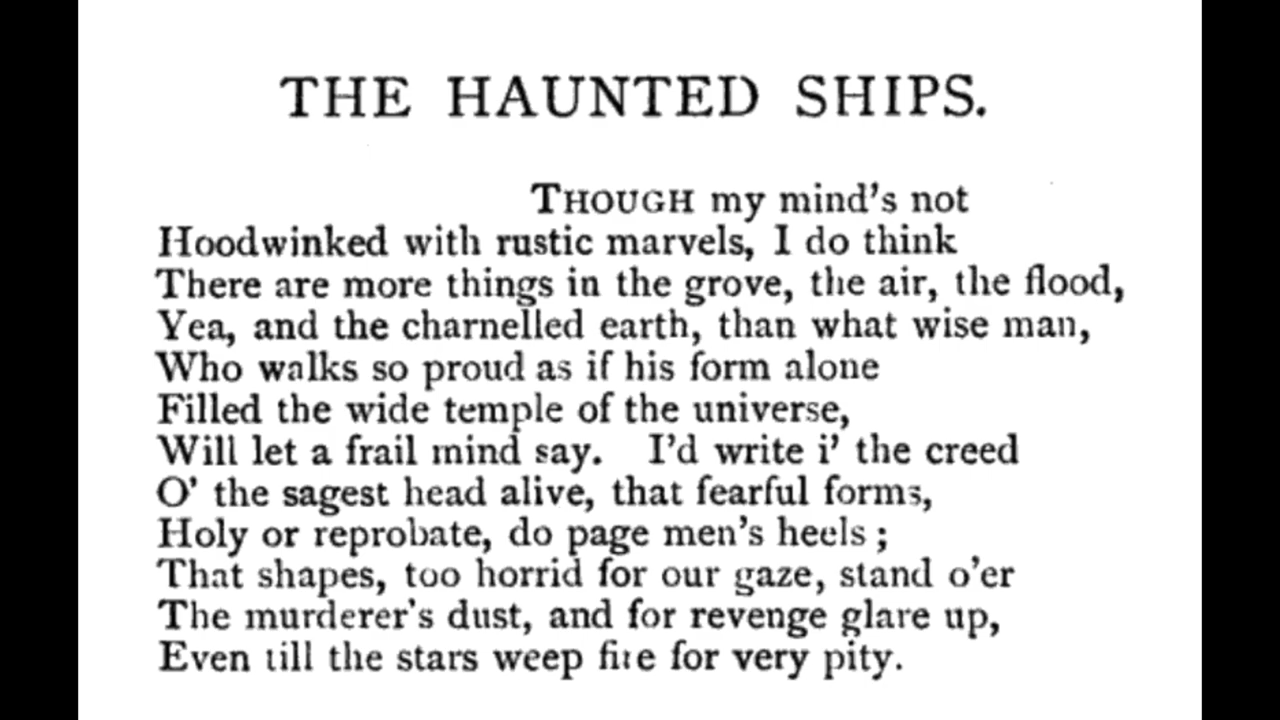 THE HAUNTED SHIPS.
THOUGH my mind's not
Hoodwinked with rustic marvels, I do think
There are more things in the grove, the air, the flood,
Yea, and the charnelled earth, than what wise man,
Who walks so proud as if his form alone
Filled the wide temple of the universe,
Will let a frail mind say. I'd write i' the creed
O' the sagest head alive, that fearful forms,
Holy or reprobate, do page men's heels ;
That shapes, too horrid for our gaze, stand o'er
The murderer's dust, and for revenge glare up,
Even till the stars weep fire for very pity.